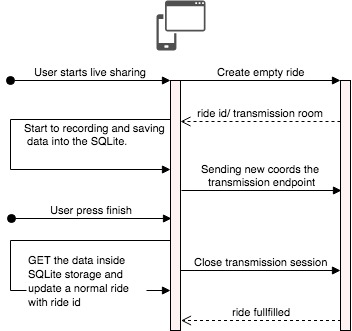 User starts live sharing
Create empty ride
ride id/ transmission room
Start to recording and saving
data into the SQLite.
Sending new coords the
transmission endpoint
User press finish
GET the data inside
SQLite storage and
update a normal ride
with ride id
Close transmission session
ride fullfilled